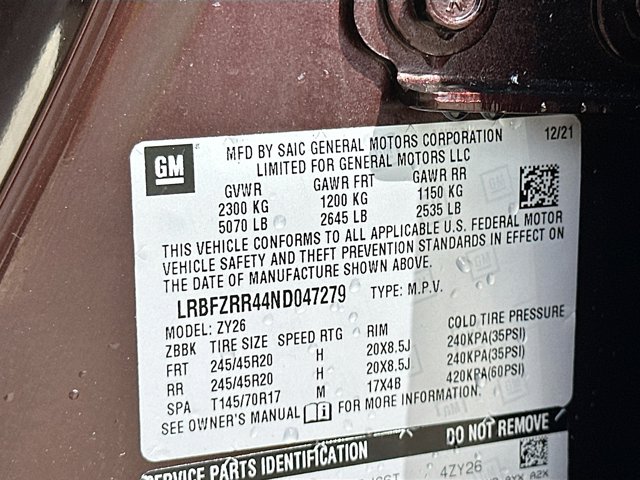 GM
MFD BY SAIC GENERAL MOTORS CORPORATION 12/21
LIMITED FOR GENERAL MOTORS LLC
GVWR GAWR FRT GAWR RR
2300 KG 1200 KG 1150 KG
5070 LB 2645 LB 2535 LB
THIS VEHICLE CONFORMS TO ALL APPLICABLE U.S. FEDERAL MOTOR
VEHICLE SAFETY AND THEFT PREVENTION STANDARDS IN EFFECT ON
THE DATE OF MANUFACTURE SHOWN ABOVE.
LRBFZRR44ND047279 TYPE: M.P.V.
MODEL: ZY26
ZBBK TIRE SIZE SPEED RTG RIM COLD TIRE PRESSURE
FRT 245/45R20 H 20X8.5J 240KPA(35PSI)
RR 245/45R20 H 20X8.5J 240KPA(35PSI)
SPA T145/70R17 M 17X4B 420KPA(60PSI)
SEE OWNER'S MANUAL FOR MORE INFORMATION.
SERVICE PARTS IDENTIFICATION DO NOT REMOVE
4ZY26
AYX A2X